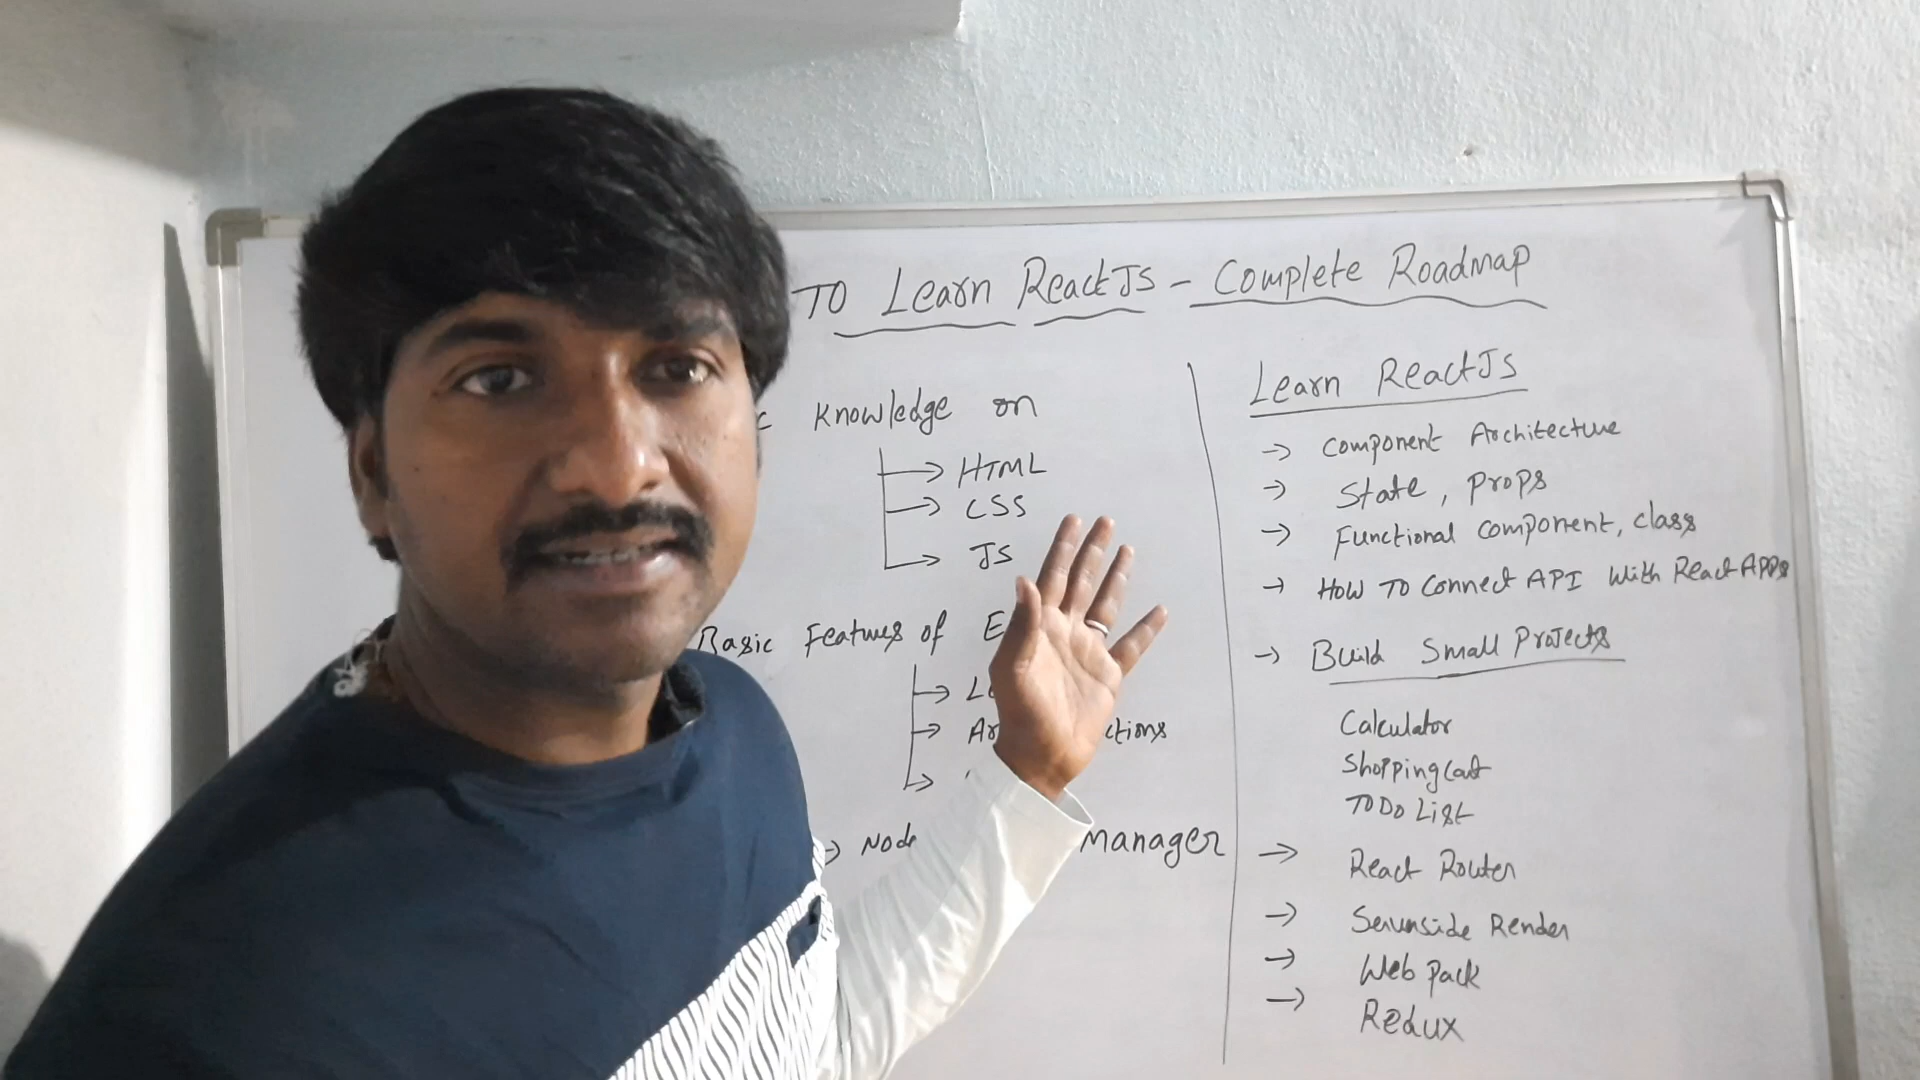 TO Learn ReactJS - Complete Roadmap
Knowledge on
HTML
CSS
JS
Basic Features of
Node Manager
Learn ReactJs
Component Architecture
State, Props
Functional Component, class
HOW TO Connect API With React APPs
Build Small Projects
Calculator
Shopping Cart
TODO List
React Router
Serverside Render
Web Pack
Redux